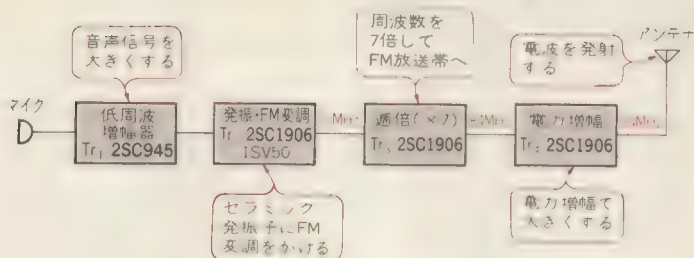 音声信号を
大きくする
周波数を
7倍して
FM放送帯へ
電波を発射
する
アンテナ
マイク
低周波
増幅器
Tr₁ 2SC945
発振・FM変調
Tr 2SC1906
1SV50
逓倍(×7)
Tr 2SC1906
電力増幅
Tr 2SC1906
セラミック
発振子にFM
変調をかける
電力増幅で
大きくする